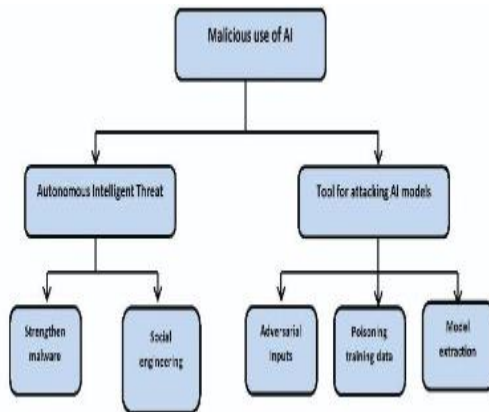 Malicious use of AI
Autonomous Intelligent Threat
Tool for attacking AI models
Strengthen
malware
Social
engineering
Adversarial
inputs
Poisoning
training data
Model
extraction